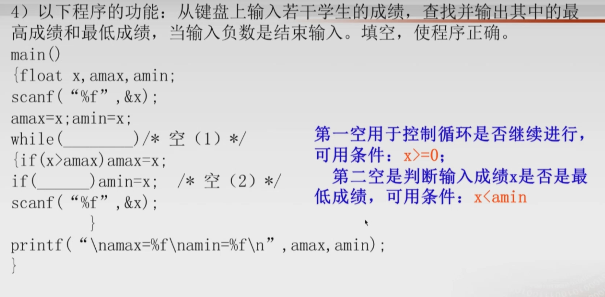 4）以下程序的功能：从键盘上输入若干学生的成绩，查找并输出其中的最
高成绩和最低成绩，当输入负数是结束输入。填空，使程序正确。
main()
{float x,amax,amin;
scanf(“%f”,&x);
amax=x;amin=x;
while(_______)/* 空（1）*/
{if(x>amax)amax=x;
if(_____)amin=x; /* 空（2）*/
scanf(“%f”,&x);
}
printf(“\namax=%f\namin=%f\n”,amax,amin);
}
第一空用于控制循环是否继续进行，
可用条件：x>=0；
第二空是判断输入成绩x是否是最
低成绩，可用条件：x<amin